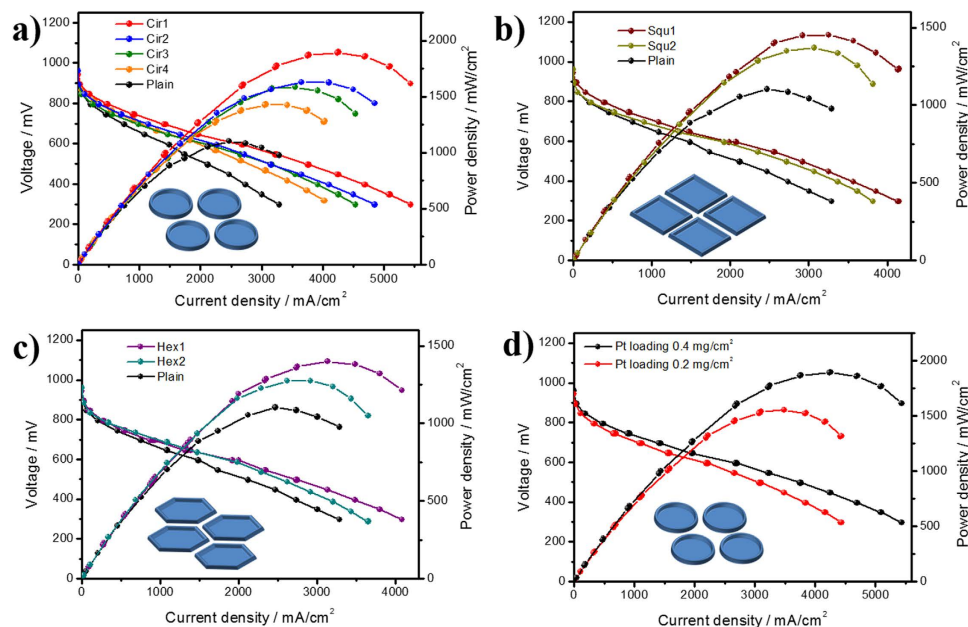 a)
1200
1000
800
600
400
200
0
Voltage / mV
Cir1
Cir2
Cir3
Cir4
Plain
2000
1500
1000
500
0
Power density / mW/cm²
0 1000 2000 3000 4000 5000
Current density / mA/cm²
b)
1200
1000
800
600
400
200
0
Voltage / mV
Squ1
Squ2
Plain
1500
1000
500
0
Power density / mW/cm²
0 1000 2000 3000 4000
Current density / mA/cm²
c)
1200
1000
800
600
400
200
0
Voltage / mV
Hex1
Hex2
Plain
1500
1000
500
0
Power density / mW/cm²
0 1000 2000 3000 4000
Current density / mA/cm²
d)
1200
1000
800
600
400
200
0
Voltage / mV
Pt loading 0.4 mg/cm²
Pt loading 0.2 mg/cm²
2000
1500
1000
500
0
Power density / mW/cm²
0 1000 2000 3000 4000 5000
Current density / mA/cm²